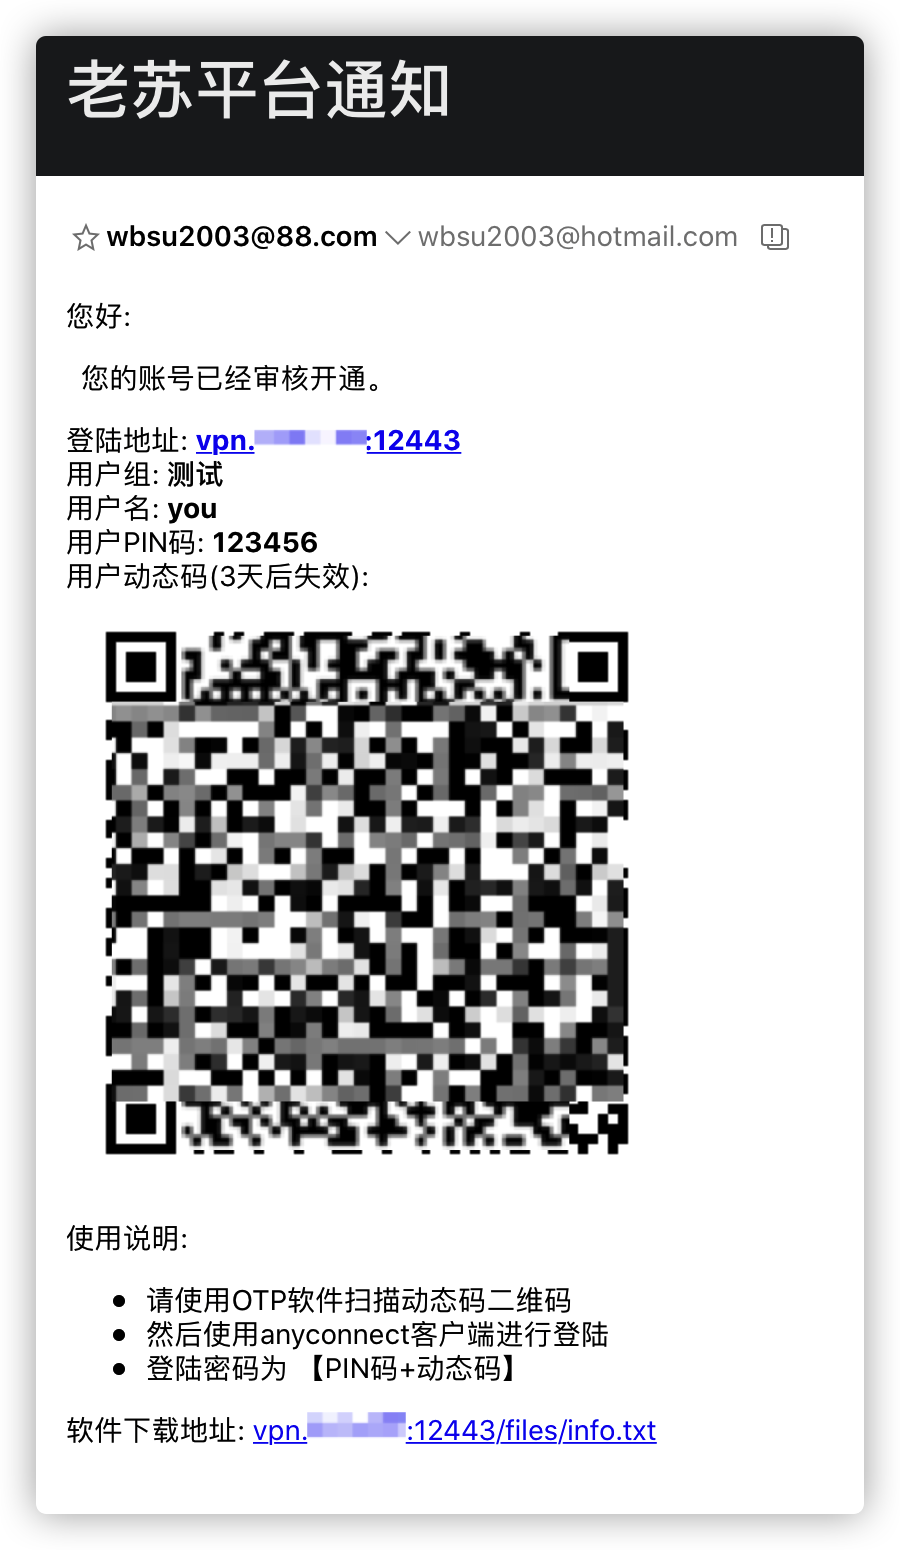 老苏平台通知
wbsu2003@88.com wbsu2003@hotmail.com
您好:
您的账号已经审核开通。
登陆地址: vpn. :12443
用户组: 测试
用户名: you
用户PIN码: 123456
用户动态码(3天后失效):
使用说明:
请使用OTP软件扫描动态码二维码
然后使用anyconnect客户端进行登陆
登陆密码为 【PIN码+动态码】
软件下载地址: vpn. :12443/files/info.txt